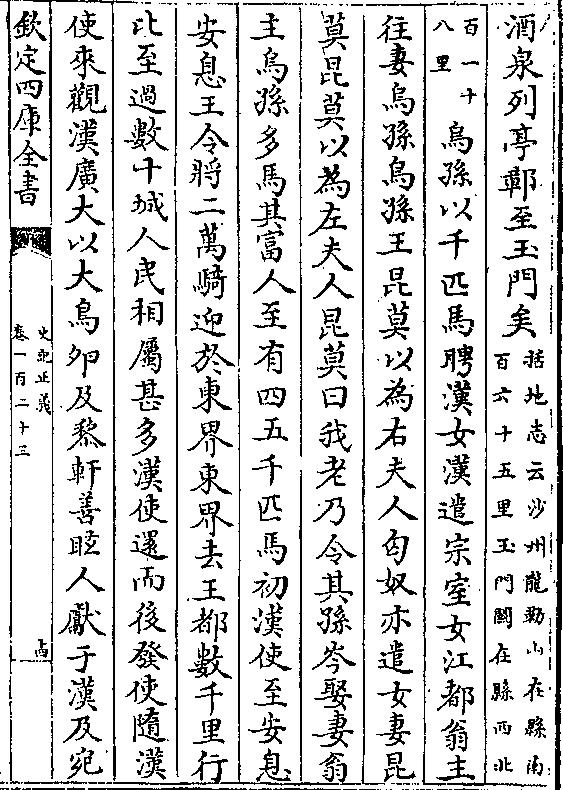 酒泉列亭鄣至玉門矣括地志云沙州龍勒山在縣南百六十五里玉門關在縣西北
百一十八里烏孫以千匹馬聘漢女漢遣宗室女江都翁主
往妻烏孫烏孫王昆莫以為右夫人匈奴亦遣女妻昆
莫昆莫以為左夫人昆莫曰我老乃令其孫岑娶妻翁
主烏孫多馬其富人至有四五千匹馬初漢使至安息
安息王令將二萬騎迎於東界東界去王都數千里行
比至過數十城人民相屬甚多漢使還而後發使隨漢
使來觀漢廣大以大鳥卵及黎軒善眩人獻于漢及宛
欽定四庫全書
史記正義
卷一百二十三